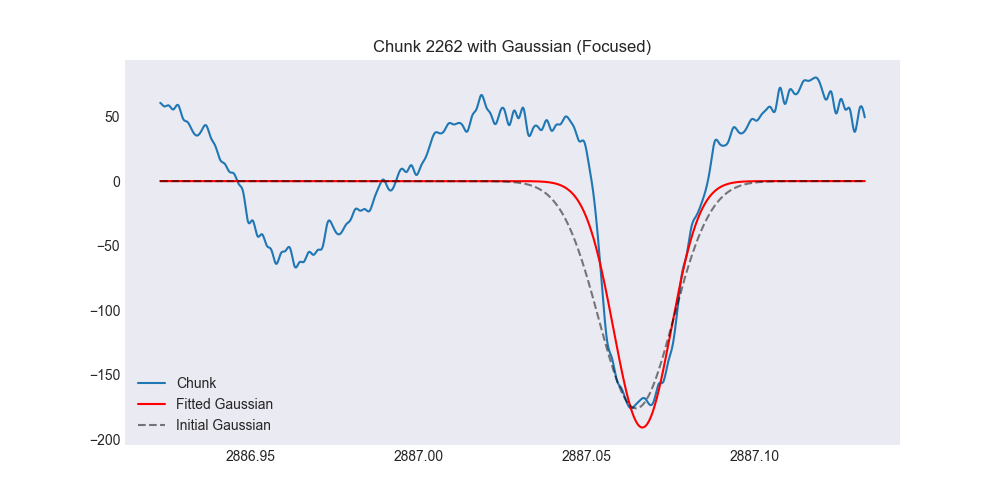 Chunk 2262 with Gaussian (Focused)
50
0
−50
−100
−150
−200
Chunk
Fitted Gaussian
Initial Gaussian
2886.95 2887.00 2887.05 2887.10